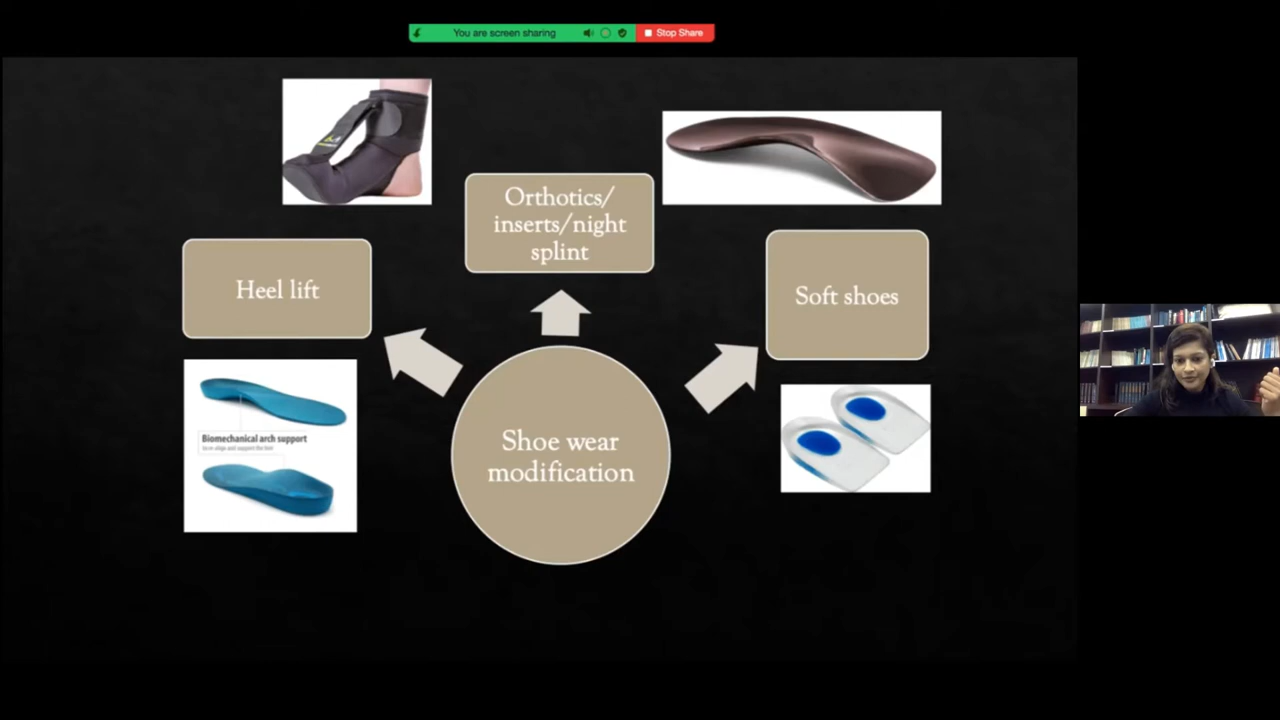 You are screen sharing
Stop Share
Orthotics/
inserts/night
splint
Heel lift
Soft shoes
Biomechanical arch support
Shoe wear
modification